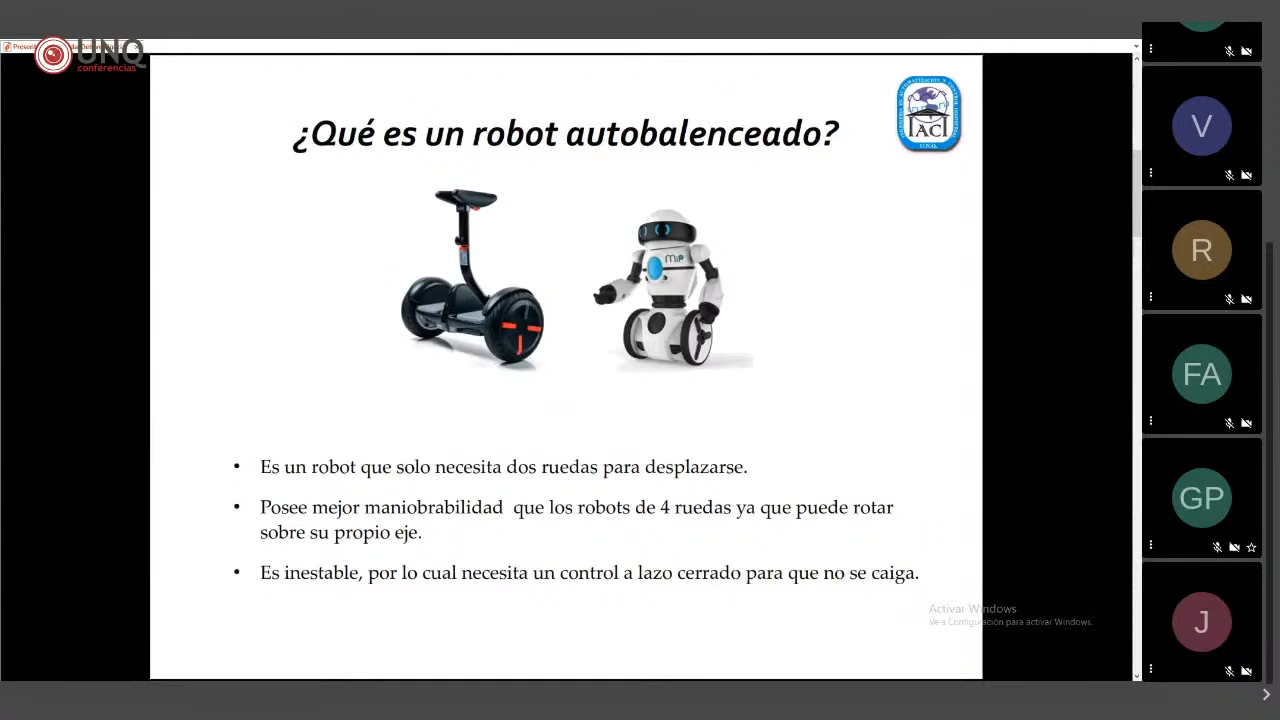 UNQ
conferencias
¿Qué es un robot autobalenceado?
IACI
U.N.Q.
MiP
• Es un robot que solo necesita dos ruedas para desplazarse.
• Posee mejor maniobrabilidad que los robots de 4 ruedas ya que puede rotar
sobre su propio eje.
• Es inestable, por lo cual necesita un control a lazo cerrado para que no se caiga.
Activar Windows
Ve a Configuración para activar Windows.
V
R
FA
GP
J